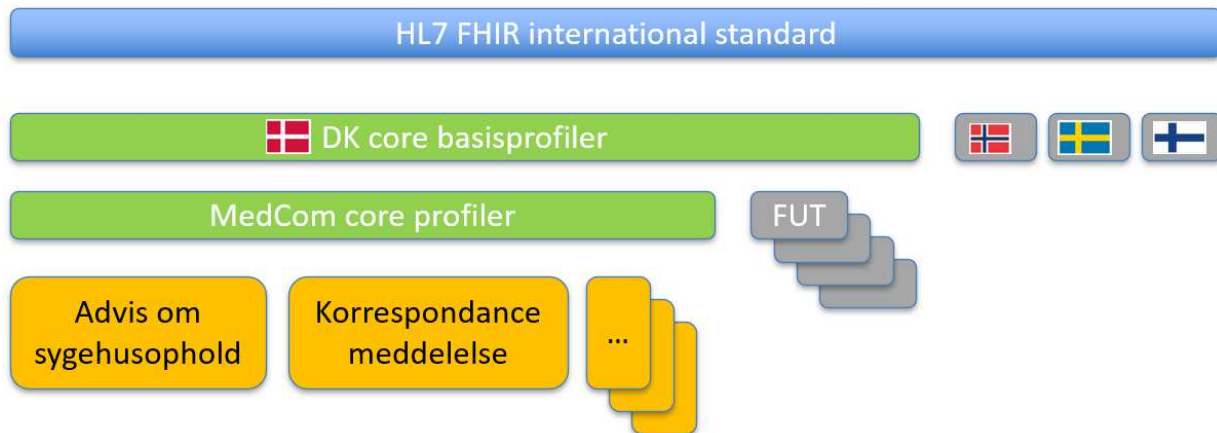 HL7 FHIR international standard
DK core basisprofiler
MedCom core profiler
FUT
Advis om
sygehusophold
Korrespondance
meddelelse
...